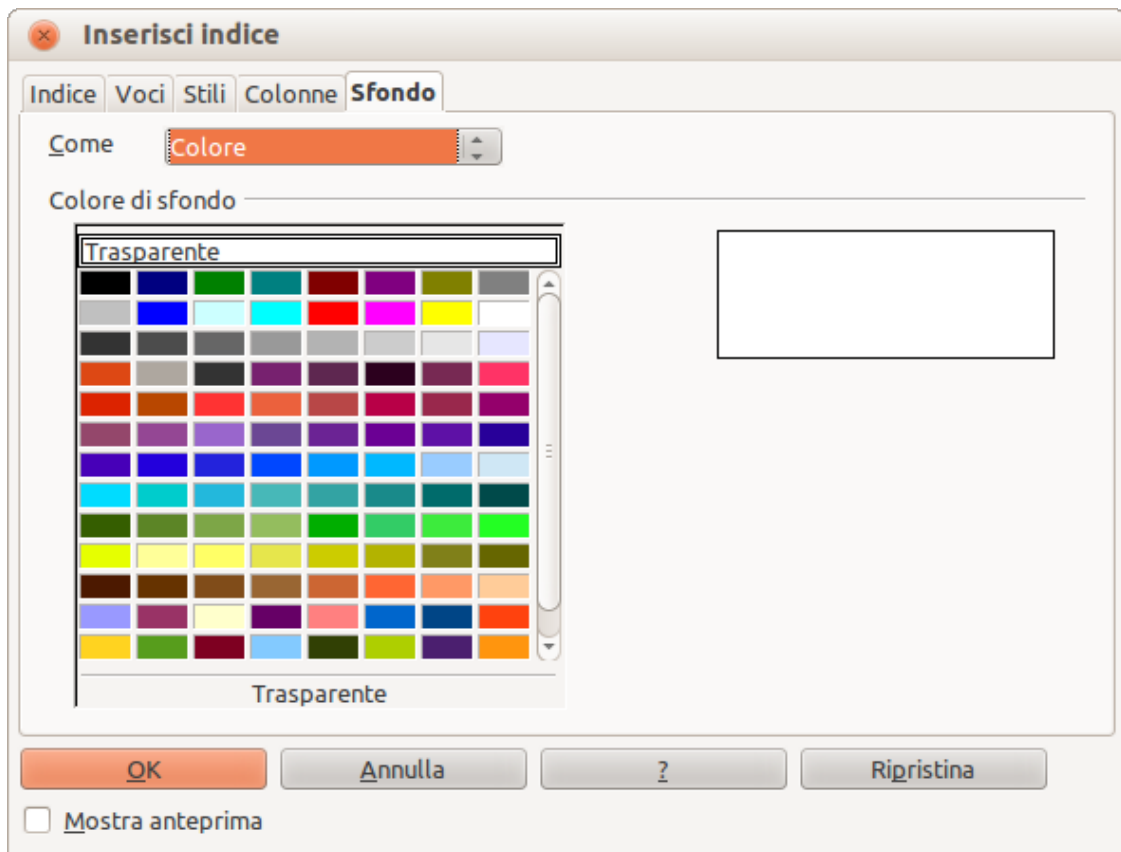 Inserisci indice
Indice Voci Stili Colonne Sfondo
Come Colore
Colore di sfondo
Trasparente
Trasparente
OK Annulla ? Ripristina
Mostra anteprima